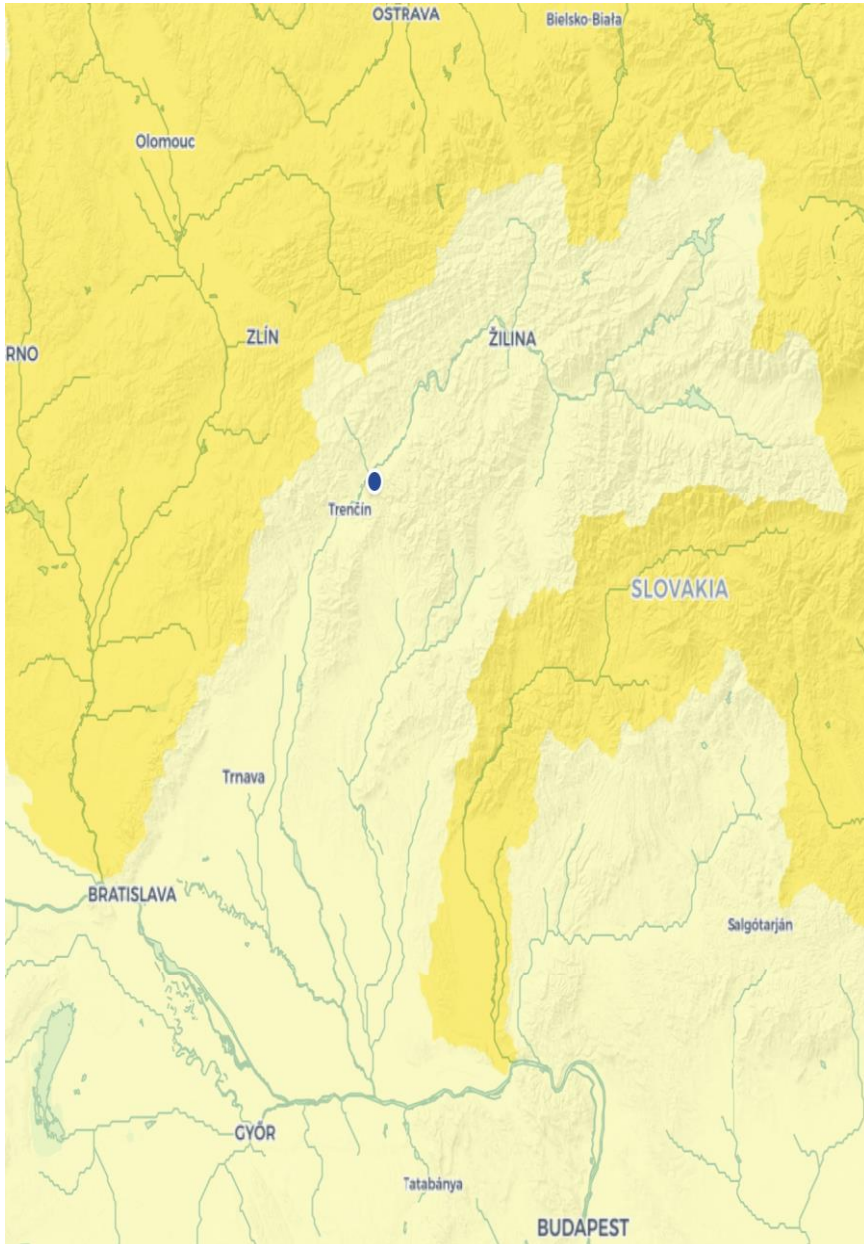 OSTRAVA
Bielsko-Biała
Olomouc
ZLÍN
ŽILINA
RNO
Trenčín
SLOVAKIA
Trnava
BRATISLAVA
Salgótarján
GYŐR
Tatabánya
BUDAPEST